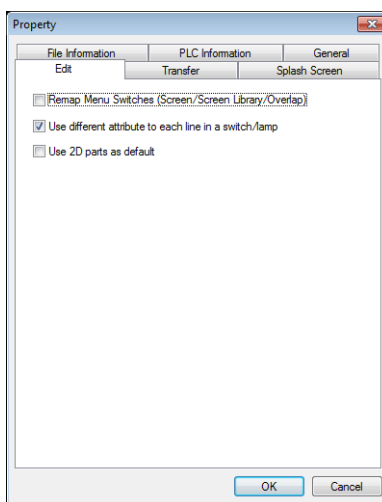 Property
File Information PLC Information General
Edit Transfer Splash Screen
Remap Menu Switches (Screen/Screen Library/Overlap)
Use different attribute to each line in a switch/lamp
Use 2D parts as default
OK Cancel